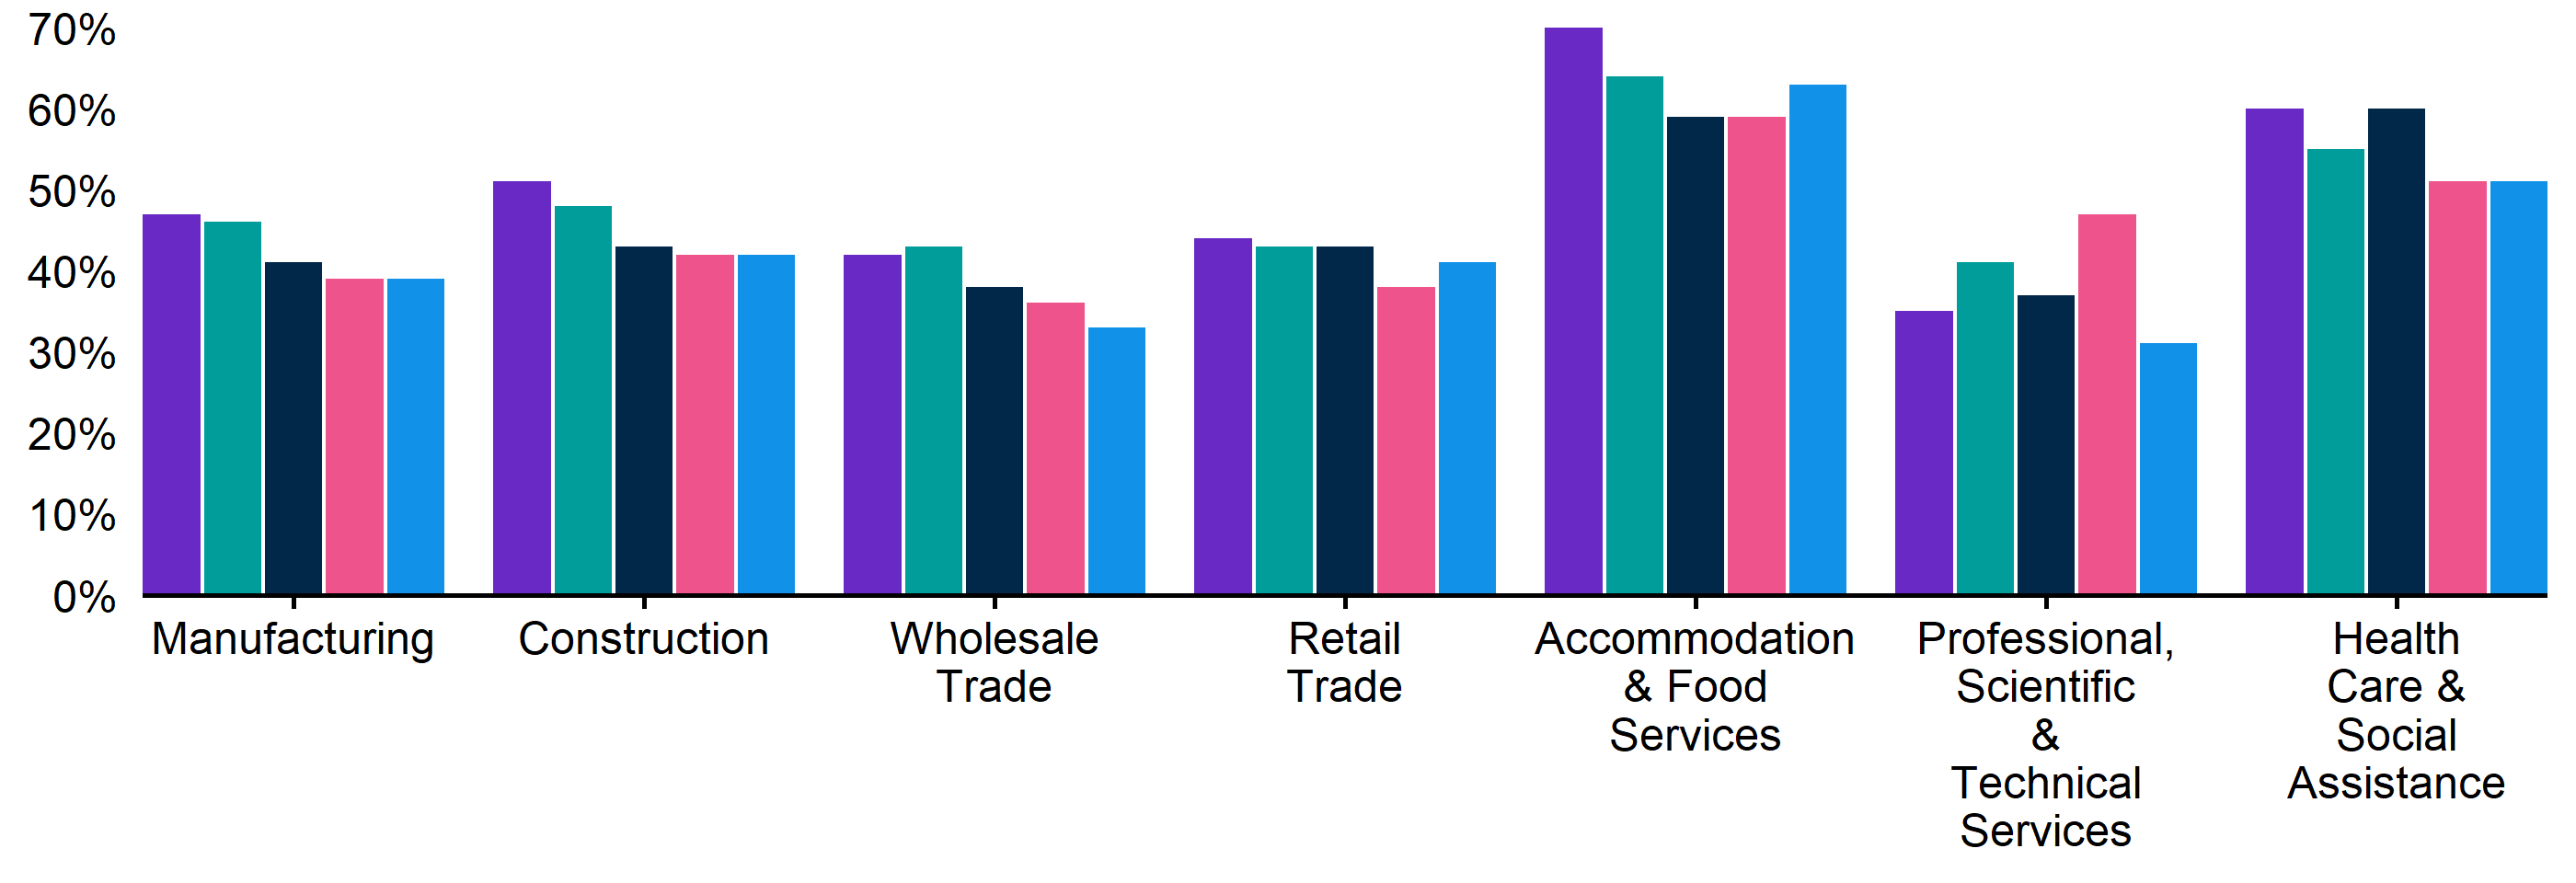 70%
60%
50%
40%
30%
20%
10%
0%
Manufacturing
Construction
Wholesale
Trade
Retail
Trade
Accommodation
& Food
Services
Professional,
Scientific
&
Technical
Services
Health
Care &
Social
Assistance